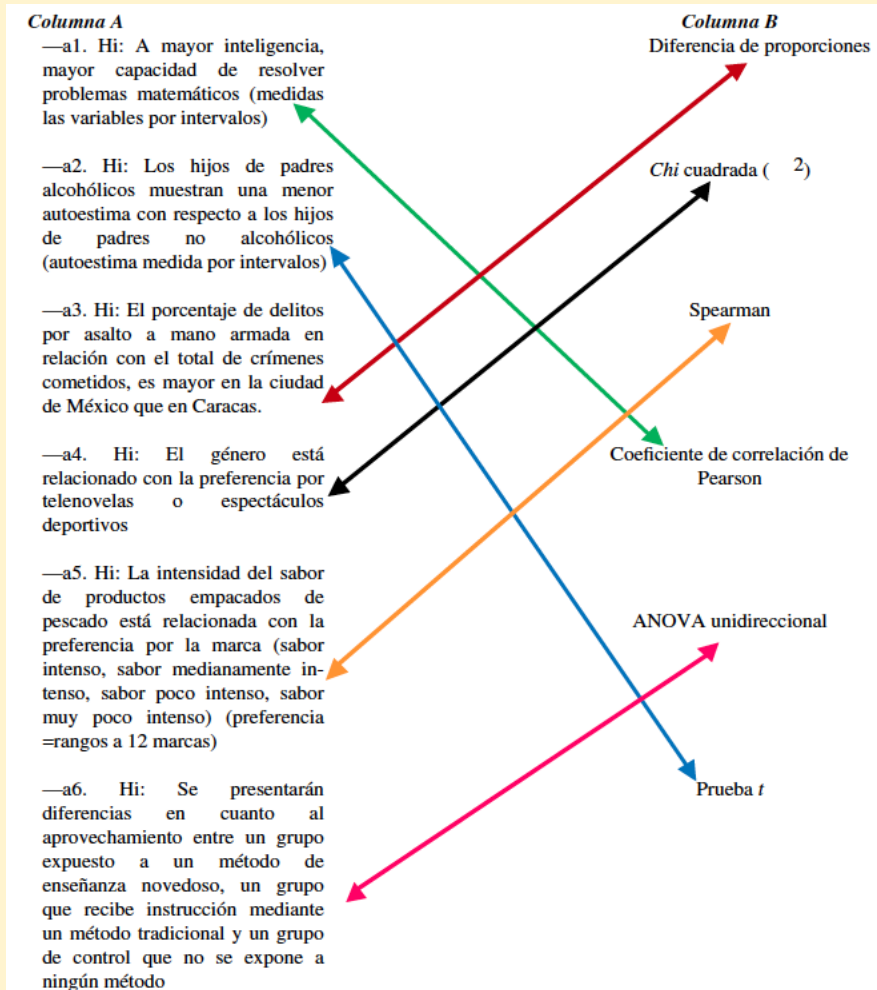 Columna A
—a1. Hi: A mayor inteligencia,
mayor capacidad de resolver
problemas matemáticos (medidas
las variables por intervalos)
—a2. Hi: Los hijos de padres
alcohólicos muestran una menor
autoestima con respecto a los hijos
de padres no alcohólicos
(autoestima medida por intervalos)
—a3. Hi: El porcentaje de delitos
por asalto a mano armada en
relación con el total de crímenes
cometidos, es mayor en la ciudad
de México que en Caracas.
—a4. Hi: El género está
relacionado con la preferencia por
telenovelas o espectáculos
deportivos
—a5. Hi: La intensidad del sabor
de productos empacados de
pescado está relacionada con la
preferencia por la marca (sabor
intenso, sabor medianamente in-
tenso, sabor poco intenso, sabor
muy poco intenso) (preferencia
=rangos a 12 marcas)
—a6. Hi: Se presentarán
diferencias en cuanto al
aprovechamiento entre un grupo
expuesto a un método de
enseñanza novedoso, un grupo
que recibe instrucción mediante
un método tradicional y un grupo
de control que no se expone a
ningún método
Columna B
Diferencia de proporciones
Chi cuadrada ( 2)
Spearman
Coeficiente de correlación de
Pearson
ANOVA unidireccional
Prueba t